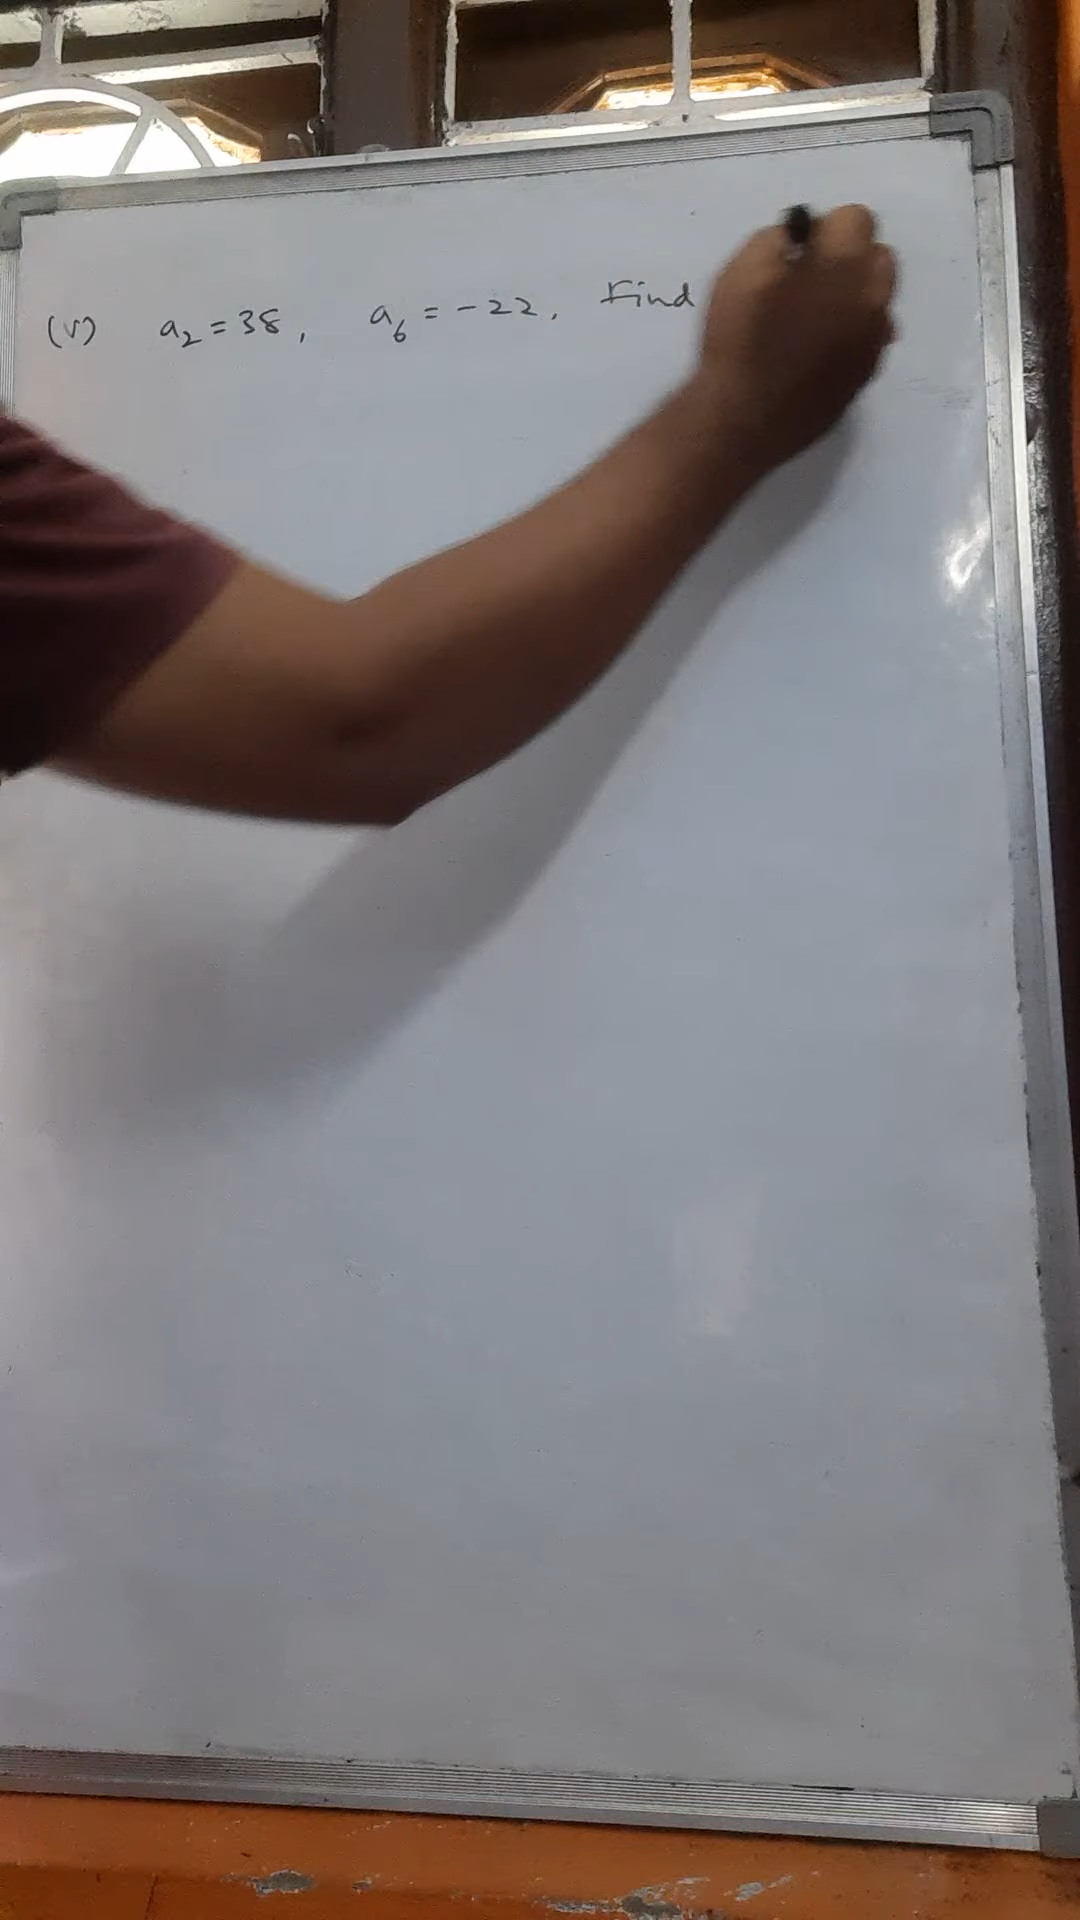 (v) a₂ = 38, a₆ = -22, Find